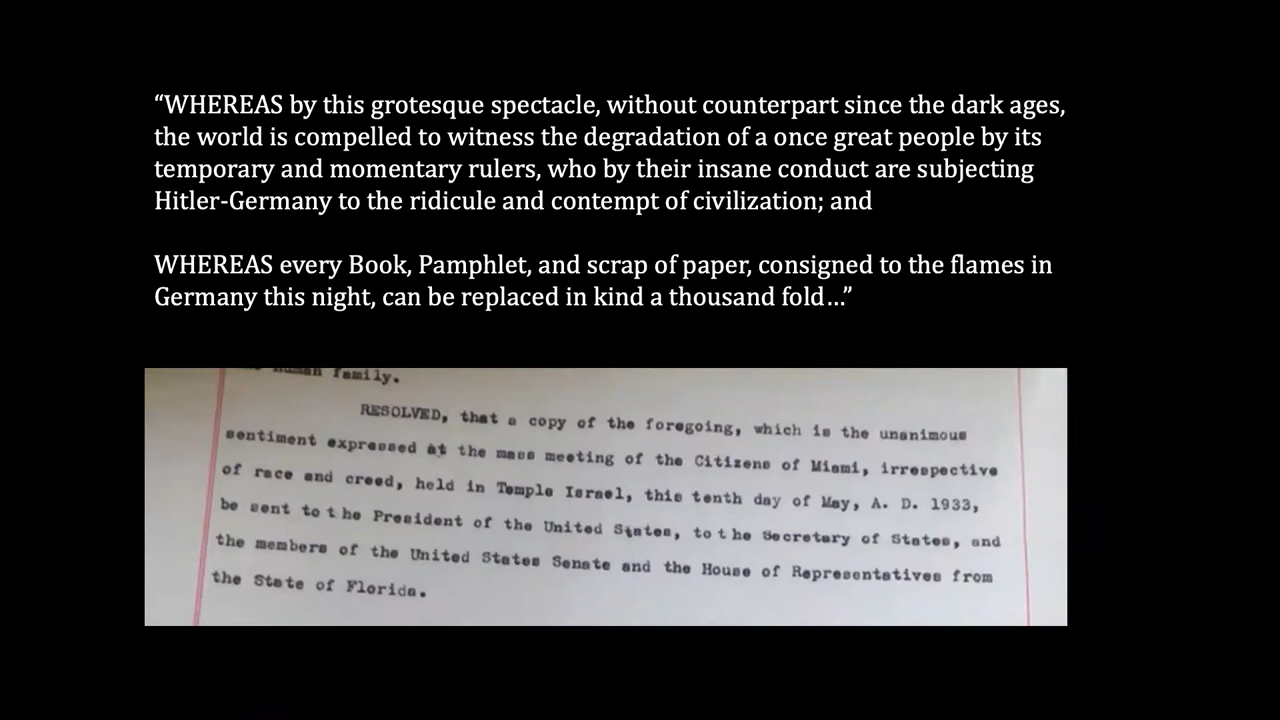 “WHEREAS by this grotesque spectacle, without counterpart since the dark ages,
the world is compelled to witness the degradation of a once great people by its
temporary and momentary rulers, who by their insane conduct are subjecting
Hitler-Germany to the ridicule and contempt of civilization; and
WHEREAS every Book, Pamphlet, and scrap of paper, consigned to the flames in
Germany this night, can be replaced in kind a thousand fold…”
human family.
RESOLVED, that a copy of the foregoing, which is the unanimous
sentiment expressed at the mass meeting of the Citizens of Miami, irrespective
of race and creed, held in Temple Israel, this tenth day of May, A. D. 1933,
be sent to the President of the United States, to the Secretary of States, and
the members of the United States Senate and the House of Representatives from
the State of Florida.